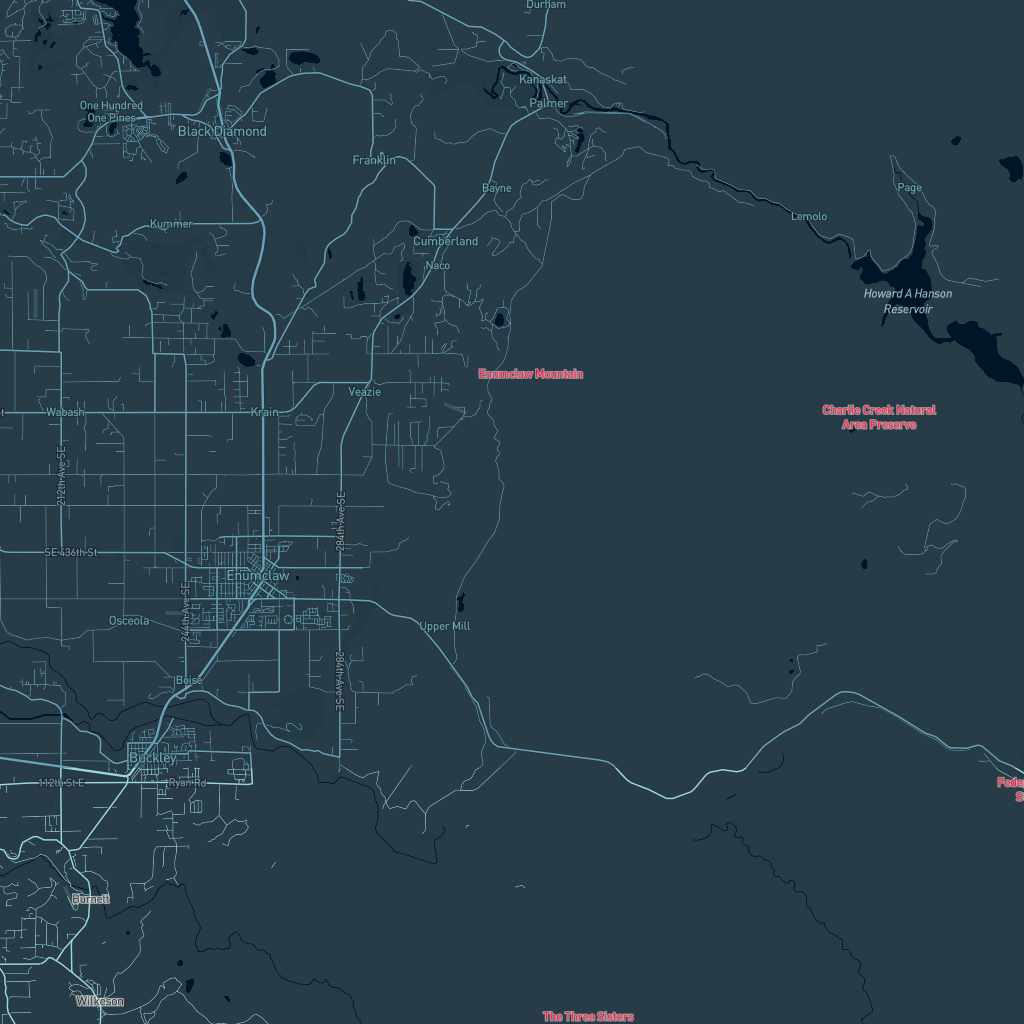 Durham
Kanaskat
Palmer
One Hundred
One Pines
Black Diamond
Franklin
Bayne
Page
Lemolo
Kummer
Cumberland
Naco
Howard A Hanson
Reservoir
Enumclaw Mountain
Veazie
Wabash
Krain
Charlie Creek Natural
Area Preserve
212th Ave SE
284th Ave SE
SE 436th St
Enumclaw
244th Ave SE
Osceola
Upper Mill
284th Ave SE
Boise
Buckley
112th St E
Ryan Rd
Burnett
Wilkeson
The Three Sisters